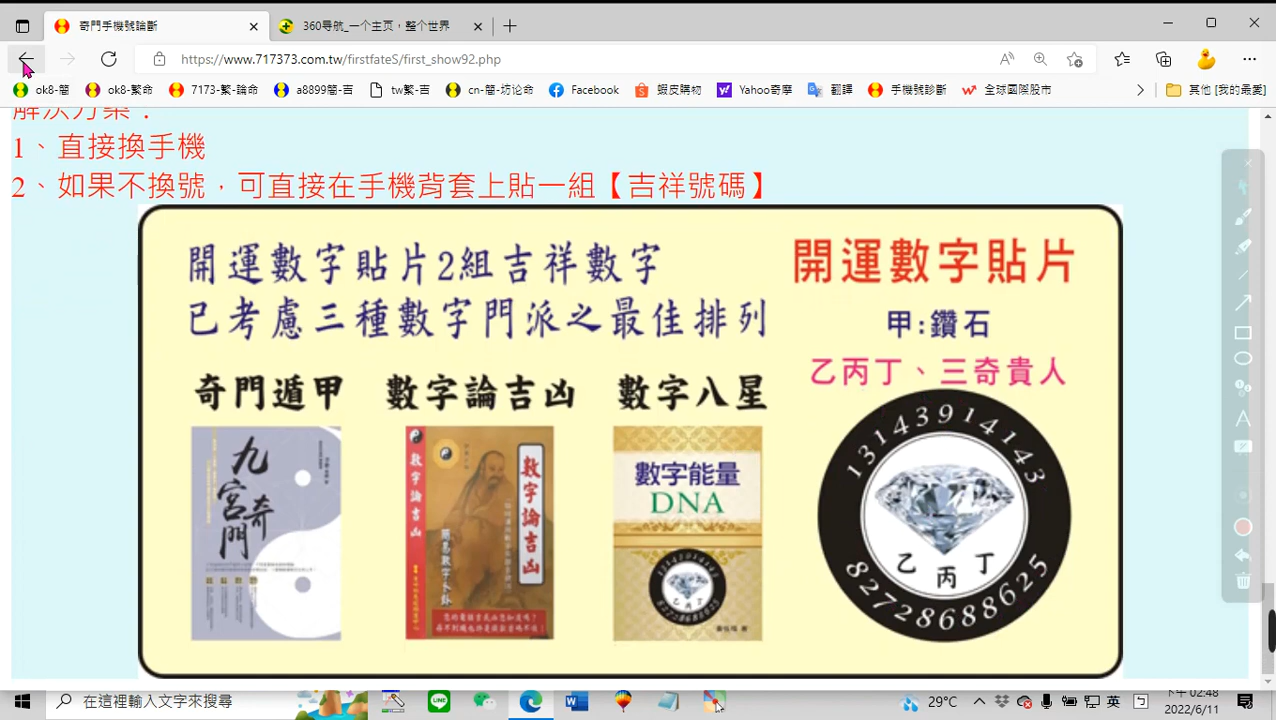 奇門手機號論斷
360导航_一个主页，整个世界
https://www.717373.com.tw/firstfateS/first_show92.php
ok8-簡
ok8-繁命
7173-繁-論命
a8899簡-吉
tw繁-吉
cn-簡-坊论命
Facebook
蝦皮購物
Yahoo奇摩
翻譯
手機號診斷
全球國際股市
其他 [我的最愛]
解決方案：
1、直接換手機
2、如果不換號，可直接在手機背套上貼一組【吉祥號碼】
開運數字貼片2組吉祥數字
已考慮三種數字門派之最佳排列
開運數字貼片
甲:鑽石
乙丙丁、三奇貴人
奇門遁甲
數字論吉凶
數字八星
九宮奇門
數字論吉凶
數字論吉凶
數字能量
DNA
1314391414143
乙丙丁
82728688625
在這裡輸入文字來搜尋
29°C
英
下午 02:48
2022/6/11